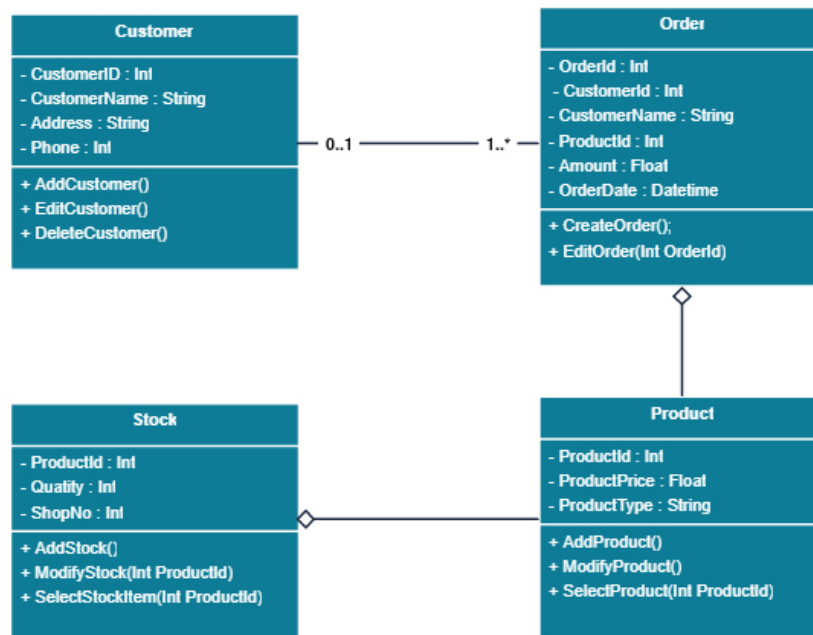 Customer
- CustomerID : Int
- CustomerName : String
- Address : String
- Phone : Int
+ AddCustomer()
+ EditCustomer()
+ DeleteCustomer()
0..1
1..*
Order
- OrderId : Int
- CustomerId : Int
- CustomerName : String
- ProductId : Int
- Amount : Float
- OrderDate : Datetime
+ CreateOrder();
+ EditOrder(Int OrderId)
Stock
- ProductId : Int
- Quatity : Int
- ShopNo : Int
+ AddStock()
+ ModifyStock(Int ProductId)
+ SelectStockItem(Int ProductId)
Product
- ProductId : Int
- ProductPrice : Float
- ProductType : String
+ AddProduct()
+ ModifyProduct()
+ SelectProduct(Int ProductId)